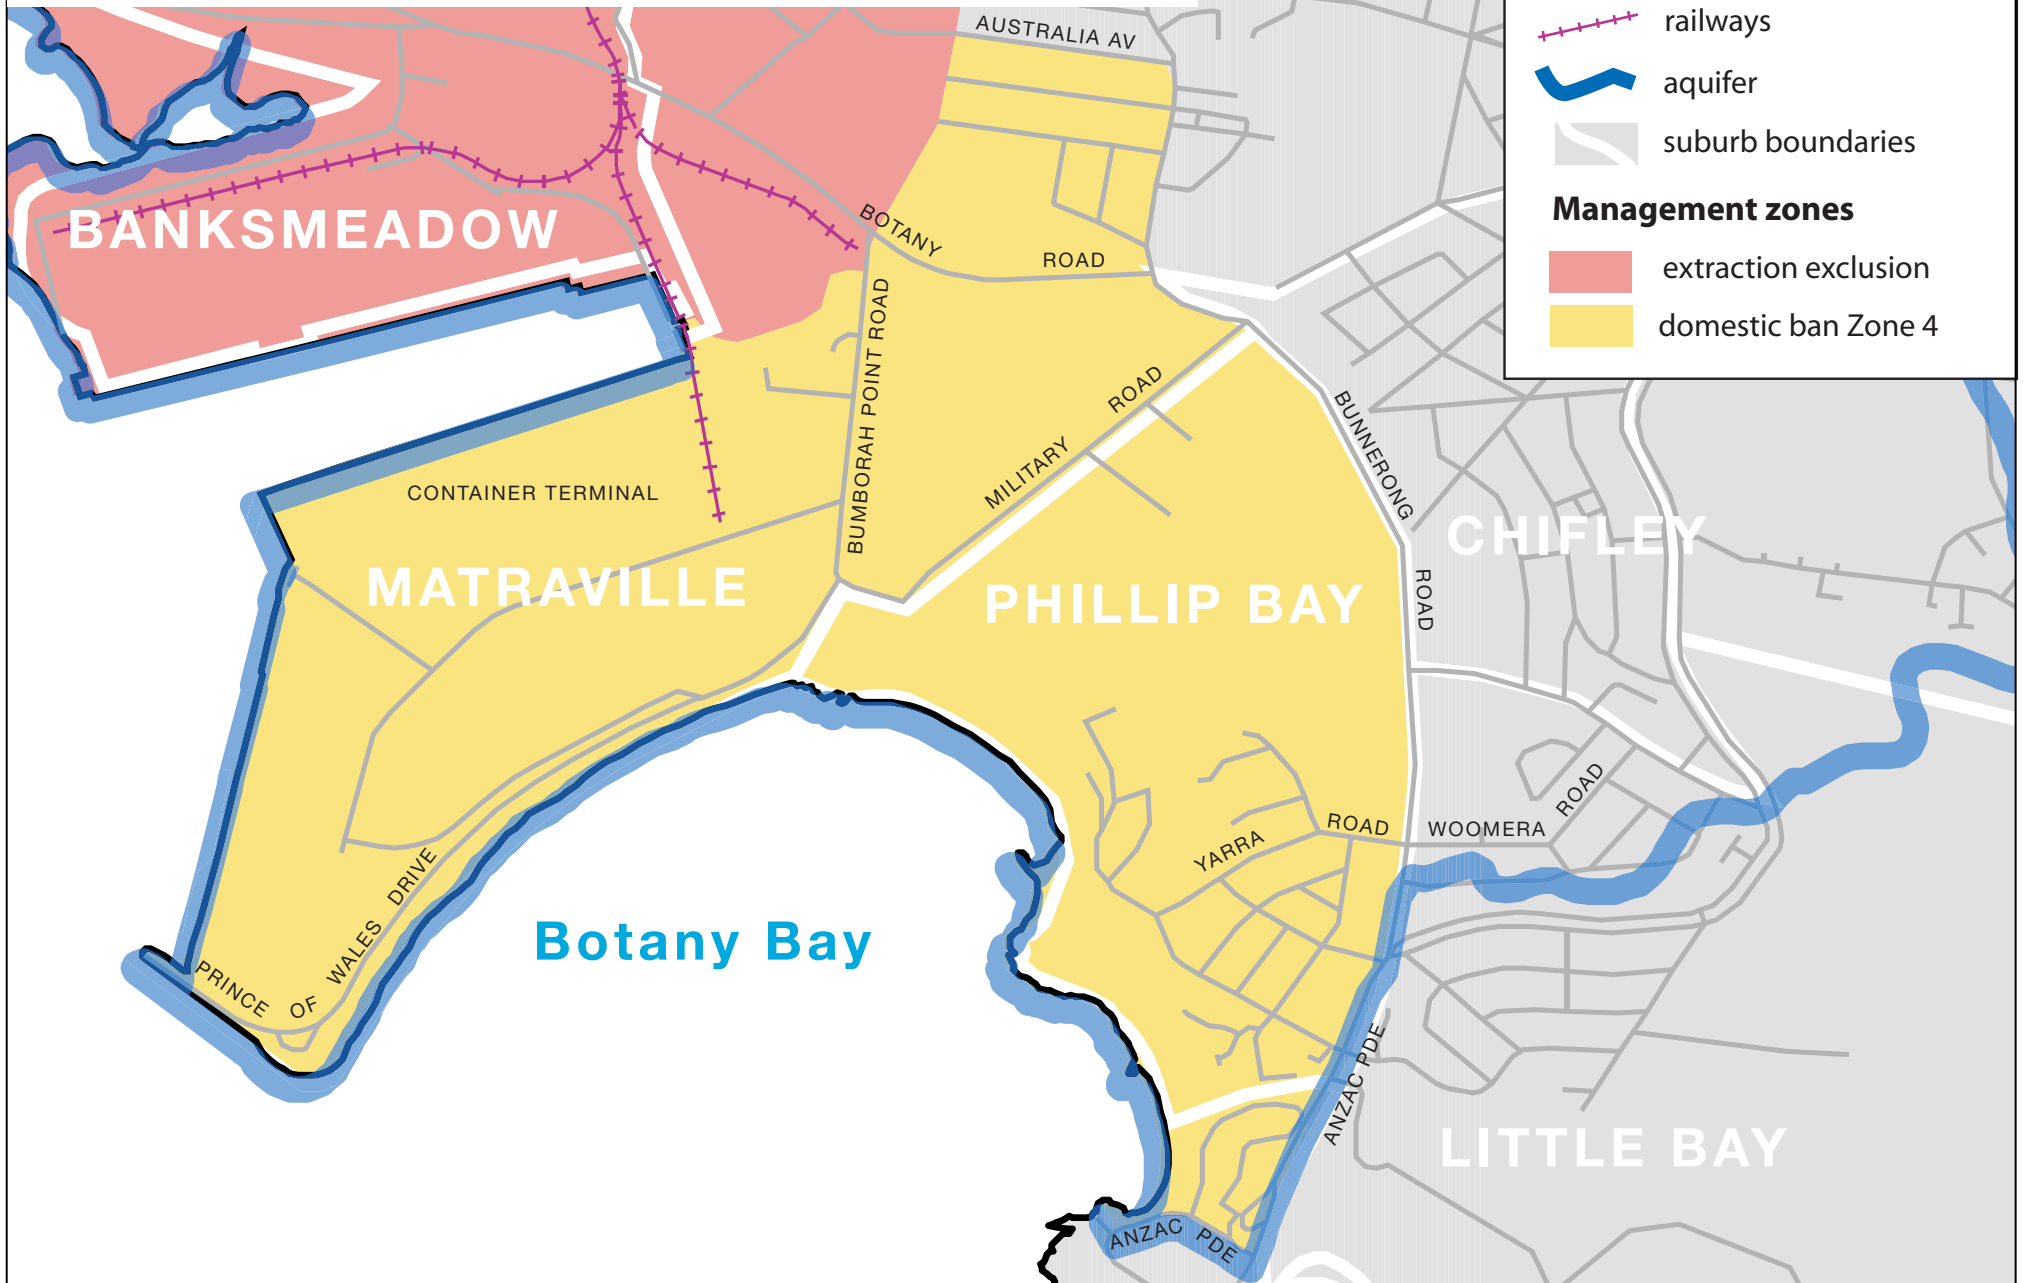 AUSTRALIA AV
railways
aquifer
suburb boundaries
Management zones
extraction exclusion
domestic ban Zone 4
BANKSMEADOW
BOTANY
ROAD
BUMBORAH POINT ROAD
MILITARY
ROAD
BUNNERONG
ROAD
CONTAINER TERMINAL
CHIFLEY
MATRAVILLE
PHILLIP BAY
WOOMERA
ROAD
YARRA
ROAD
PRINCE
OF
WALES
DRIVE
Botany Bay
ANZAC PDE
LITTLE BAY
ANZAC
PDE